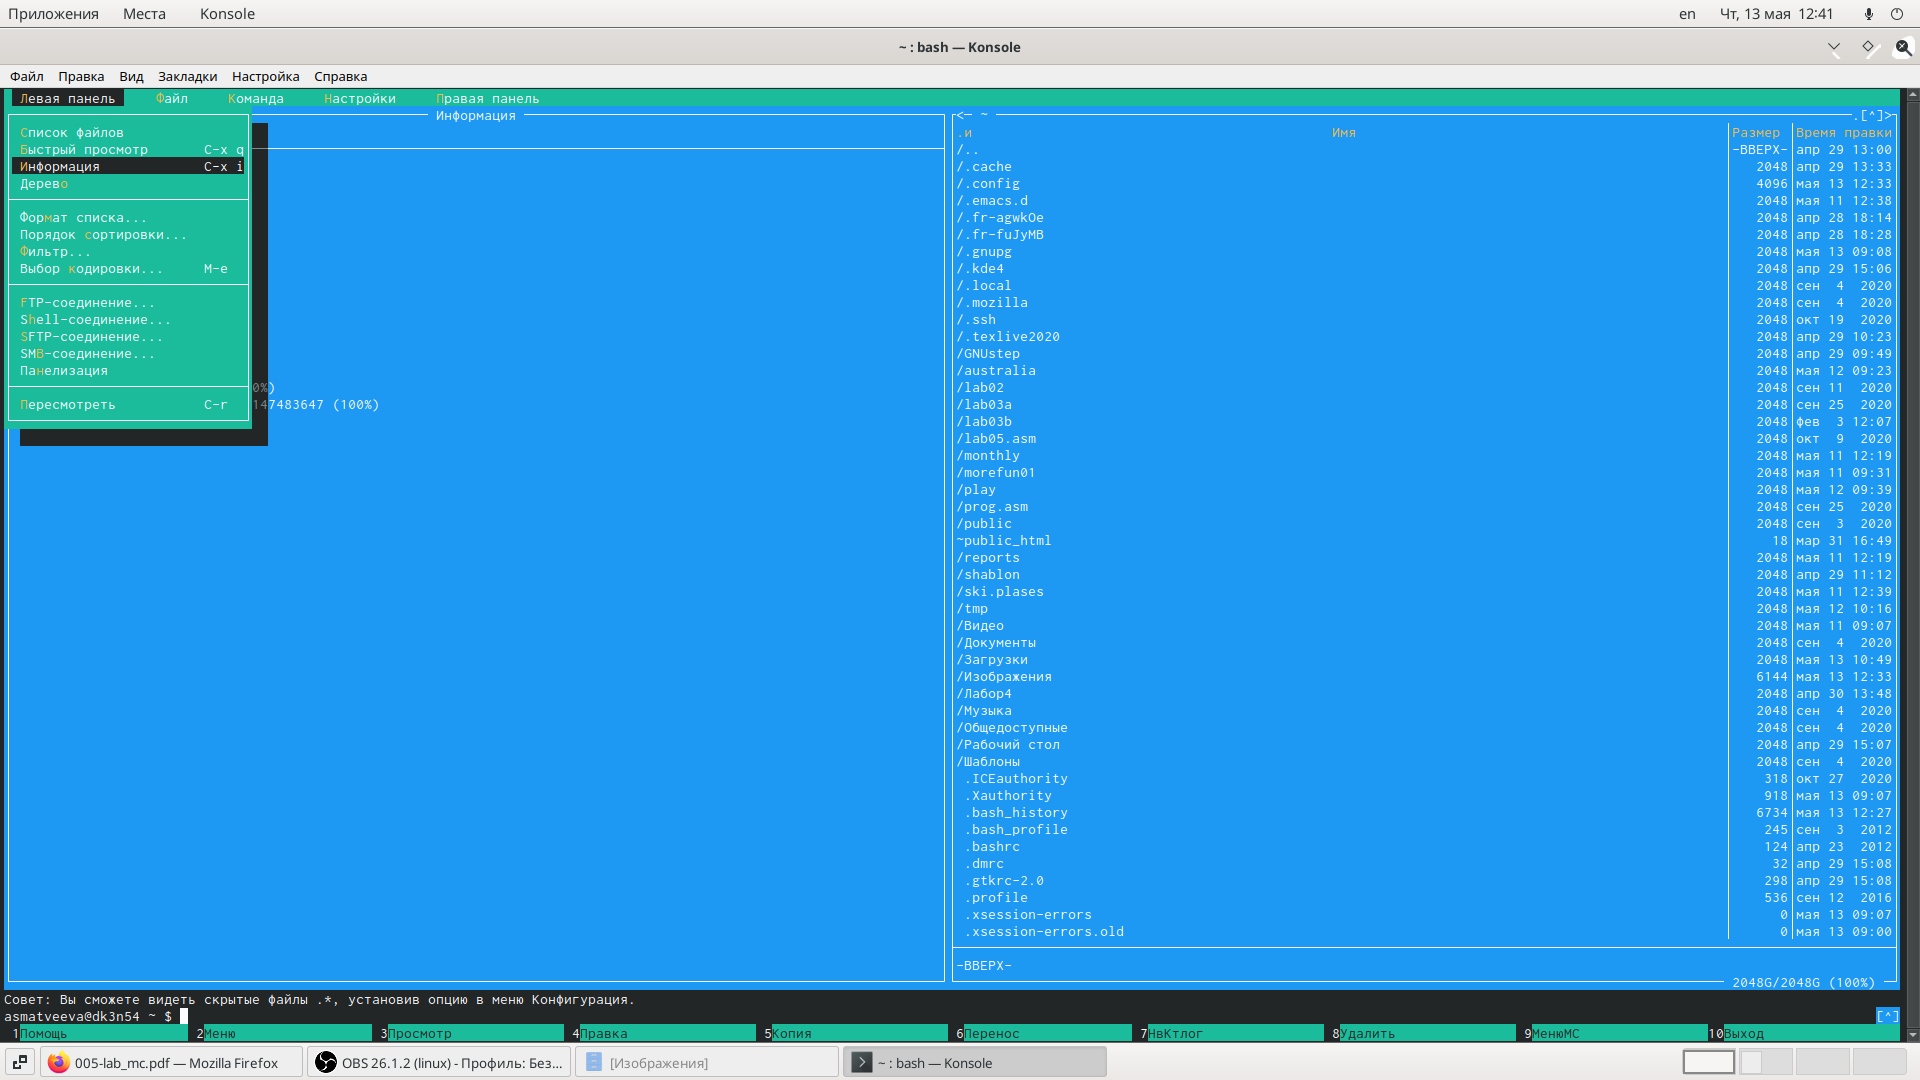 Приложения Места Konsole en Чт, 13 мая 12:41
~ : bash — Konsole
Файл Правка Вид Закладки Настройка Справка
Левая панель Файл Команда Настройки Правая панель
Информация
Список файлов
Быстрый просмотр C-x q
Информация C-x i
Дерево
Формат списка...
Порядок сортировки...
Фильтр...
Выбор кодировки... M-e
FTP-соединение...
Shell-соединение...
SFTP-соединение...
SMB-соединение...
Панелизация
0%)
Пересмотреть C-r 147483647 (100%)
<─ ~ .[^]>
.и Имя Размер Время правки
/.. -ВВЕРХ- апр 29 13:00
/.cache 2048 апр 29 13:33
/.config 4096 мая 13 12:33
/.emacs.d 2048 мая 11 12:38
/.fr-agwkOe 2048 апр 28 18:14
/.fr-fuJyMB 2048 апр 28 18:28
/.gnupg 2048 мая 13 09:08
/.kde4 2048 апр 29 15:06
/.local 2048 сен 4 2020
/.mozilla 2048 сен 4 2020
/.ssh 2048 окт 19 2020
/.texlive2020 2048 апр 29 10:23
/GNUstep 2048 апр 29 09:49
/australia 2048 мая 12 09:23
/lab02 2048 сен 11 2020
/lab03a 2048 сен 25 2020
/lab03b 2048 фев 3 12:07
/lab05.asm 2048 окт 9 2020
/monthly 2048 мая 11 12:19
/morefun01 2048 мая 11 09:31
/play 2048 мая 12 09:39
/prog.asm 2048 сен 25 2020
/public 2048 сен 3 2020
~public_html 18 мар 31 16:49
/reports 2048 мая 11 12:19
/shablon 2048 апр 29 11:12
/ski.plases 2048 мая 11 12:39
/tmp 2048 мая 12 10:16
/Видео 2048 мая 11 09:07
/Документы 2048 сен 4 2020
/Загрузки 2048 мая 13 10:49
/Изображения 6144 мая 13 12:33
/Лабор4 2048 апр 30 13:48
/Музыка 2048 сен 4 2020
/Общедоступные 2048 сен 4 2020
/Рабочий стол 2048 апр 29 15:07
/Шаблоны 2048 сен 4 2020
.ICEauthority 318 окт 27 2020
.Xauthority 918 мая 13 09:07
.bash_history 6734 мая 13 12:27
.bash_profile 245 сен 3 2012
.bashrc 124 апр 23 2012
.dmrc 32 апр 29 15:08
.gtkrc-2.0 298 апр 29 15:08
.profile 536 сен 12 2016
.xsession-errors 0 мая 13 09:07
.xsession-errors.old 0 мая 13 09:00
-ВВЕРХ-
2048G/2048G (100%)
Совет: Вы сможете видеть скрытые файлы .*, установив опцию в меню Конфигурация.
asmatveeva@dk3n54 ~ $ [^]
1Помощь 2Меню 3Просмотр 4Правка 5Копия 6Перенос 7НвКтлог 8Удалить 9МенюМС 10Выход
005-lab_mc.pdf — Mozilla Firefox OBS 26.1.2 (linux) - Профиль: Без... [Изображения] ~ : bash — Konsole